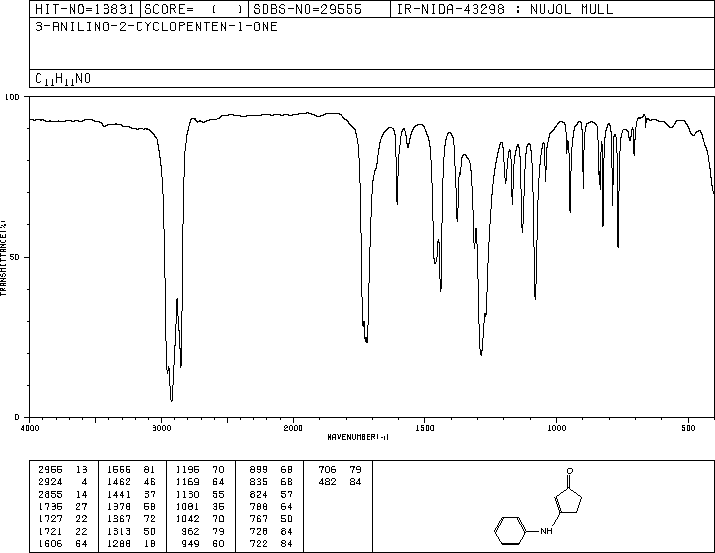 HIT-NO=13831 SCORE= ( ) SDBS-NO=29555 IR-NIDA-43298 : NUJOL MULL
3-ANILINO-2-CYCLOPENTEN-1-ONE
C11H11NO
100
50
0
TRANSMITTANCE(%)
4000 3000 2000 1500 1000 500
WAVENUMBER(-1)
2955 13 1566 81 1195 70 899 68 706 79
2924 4 1462 46 1169 64 835 68 482 84
2855 14 1441 37 1130 55 824 57
1735 27 1378 58 1081 35 788 64
1727 22 1367 72 1042 70 767 50
1721 22 1313 50 962 79 728 84
1606 64 1288 18 949 60 722 84
O
NH